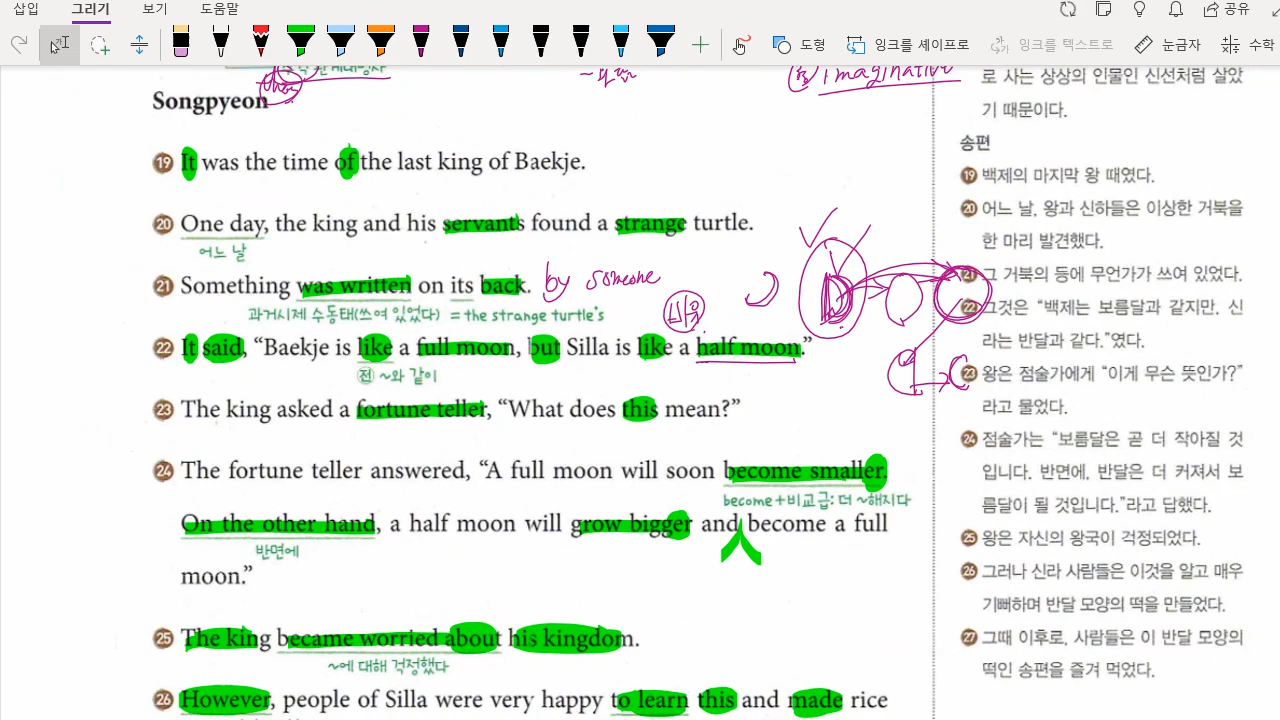 삽입 그리기 보기 도움말 공유
도형 잉크를 셰이프로 잉크를 텍스트로 눈금자 수학
imaginative
Songpyeon
19 It was the time of the last king of Baekje.
20 One day, the king and his servants found a strange turtle.
어느 날
21 Something was written on its back. by someone
과거시제 수동태(쓰여 있었다) = the strange turtle's
비유
22 It said, “Baekje is like a full moon, but Silla is like a half moon.”
전 ~와 같이
23 The king asked a fortune teller, “What does this mean?”
24 The fortune teller answered, “A full moon will soon become smaller.
become+비교급: 더 ~해지다
On the other hand, a half moon will grow bigger and become a full
반면에
moon.”
25 The king became worried about his kingdom.
~에 대해 걱정했다
26 However, people of Silla were very happy to learn this and made rice
로 사는 상상의 인물인 신선처럼 살았
기 때문이다.
송편
19 백제의 마지막 왕 때였다.
20 어느 날, 왕과 신하들은 이상한 거북을
한 마리 발견했다.
21 그 거북의 등에 무언가가 쓰여 있었다.
22 그것은 “백제는 보름달과 같지만, 신
라는 반달과 같다.”였다.
23 왕은 점술가에게 “이게 무슨 뜻인가?”
라고 물었다.
24 점술가는 “보름달은 곧 더 작아질 것
입니다. 반면에, 반달은 더 커져서 보
름달이 될 것입니다.”라고 답했다.
25 왕은 자신의 왕국이 걱정되었다.
26 그러나 신라 사람들은 이것을 알고 매우
기뻐하며 반달 모양의 떡을 만들었다.
27 그때 이후로, 사람들은 이 반달 모양의
떡인 송편을 즐겨 먹었다.